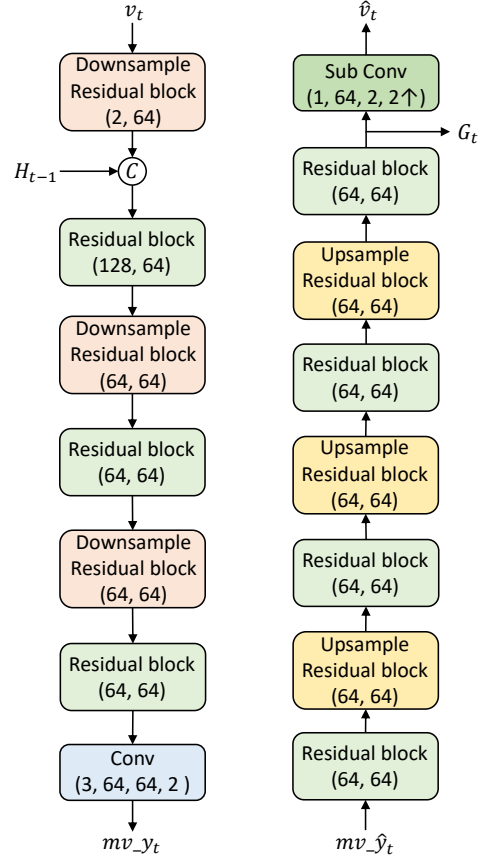 v_t
Downsample
Residual block
(2, 64)
H_{t−1}
C
Residual block
(128, 64)
Downsample
Residual block
(64, 64)
Residual block
(64, 64)
Downsample
Residual block
(64, 64)
Residual block
(64, 64)
Conv
(3, 64, 64, 2 )
mv_y_t
v̂_t
Sub Conv
(1, 64, 2, 2↑)
G_t
Residual block
(64, 64)
Upsample
Residual block
(64, 64)
Residual block
(64, 64)
Upsample
Residual block
(64, 64)
Residual block
(64, 64)
Upsample
Residual block
(64, 64)
Residual block
(64, 64)
mv_ŷ_t